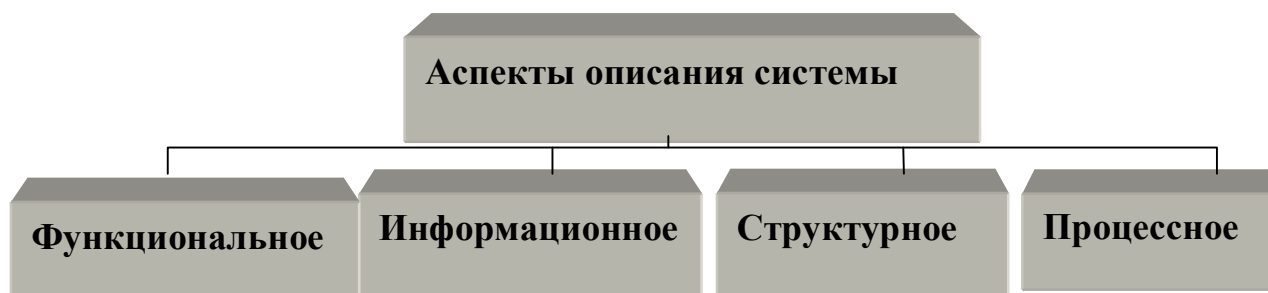 Аспекты описания системы
Функциональное
Информационное
Структурное
Процессное